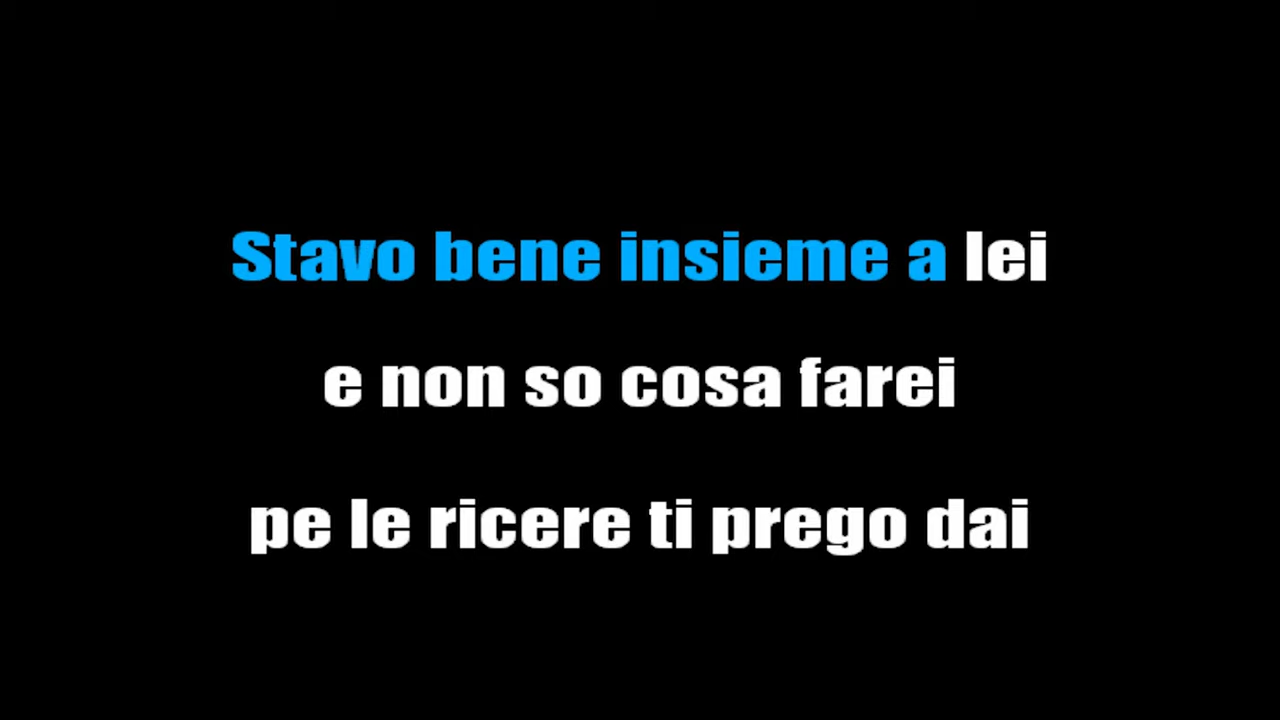 Stavo bene insieme a lei
e non so cosa farei
pe le ricere ti prego dai